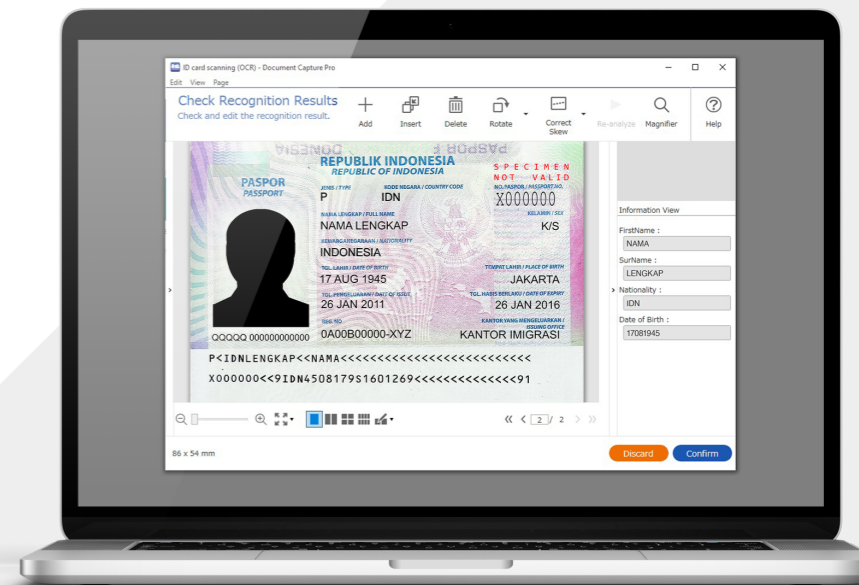 ID card scanning (OCR) - Document Capture Pro
Edit View Page
Check Recognition Results
Check and edit the recognition result.
Add Insert Delete Rotate Correct Skew Re-analyze Magnifier Help
REPUBLIK INDONESIA
REPUBLIC OF INDONESIA
SPECIMEN
NOT VALID
PASPOR
PASSPORT
JENIS / TYPE KODE NEGARA / COUNTRY CODE NO. PASPOR / PASSPORT NO.
P IDN X000000
NAMA LENGKAP / FULL NAME KELAMIN / SEX
NAMA LENGKAP K/S
KEWARGANEGARAAN / NATIONALITY
INDONESIA
TGL. LAHIR / DATE OF BIRTH TEMPAT LAHIR / PLACE OF BIRTH
17 AUG 1945 JAKARTA
TGL. PENGELUARAN / DATE OF ISSUE TGL. HABIS BERLAKU / DATE OF EXPIRY
26 JAN 2011 26 JAN 2016
REG. NO. KANTOR YANG MENGELUARKAN /
ISSUING OFFICE
0A00B00000-XYZ KANTOR IMIGRASI
QQQQQ 000000000000
P<IDNLENGKAP<<NAMA<<<<<<<<<<<<<<<<<<<<<<<<<<
X000000<<9IDN4508179S1601269<<<<<<<<<<<<<<91
Information View
FirstName :
NAMA
SurName :
LENGKAP
Nationality :
IDN
Date of Birth :
17081945
2 / 2
86 x 54 mm
Discard Confirm